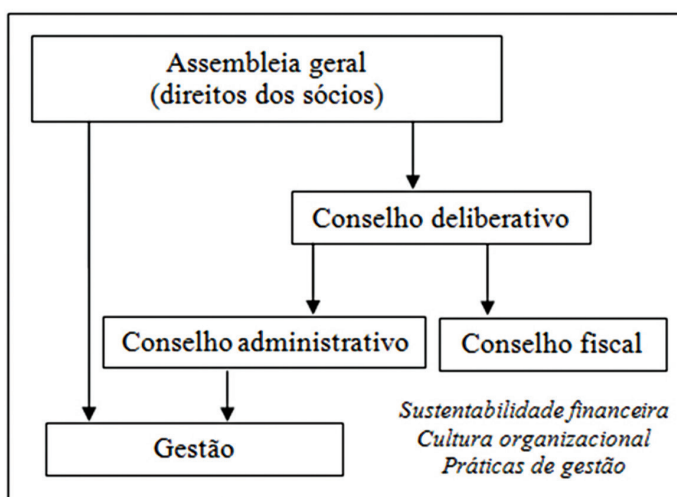 Assembleia geral
(direitos dos sócios)
Conselho deliberativo
Conselho administrativo
Conselho fiscal
Gestão
Sustentabilidade financeira
Cultura organizacional
Práticas de gestão